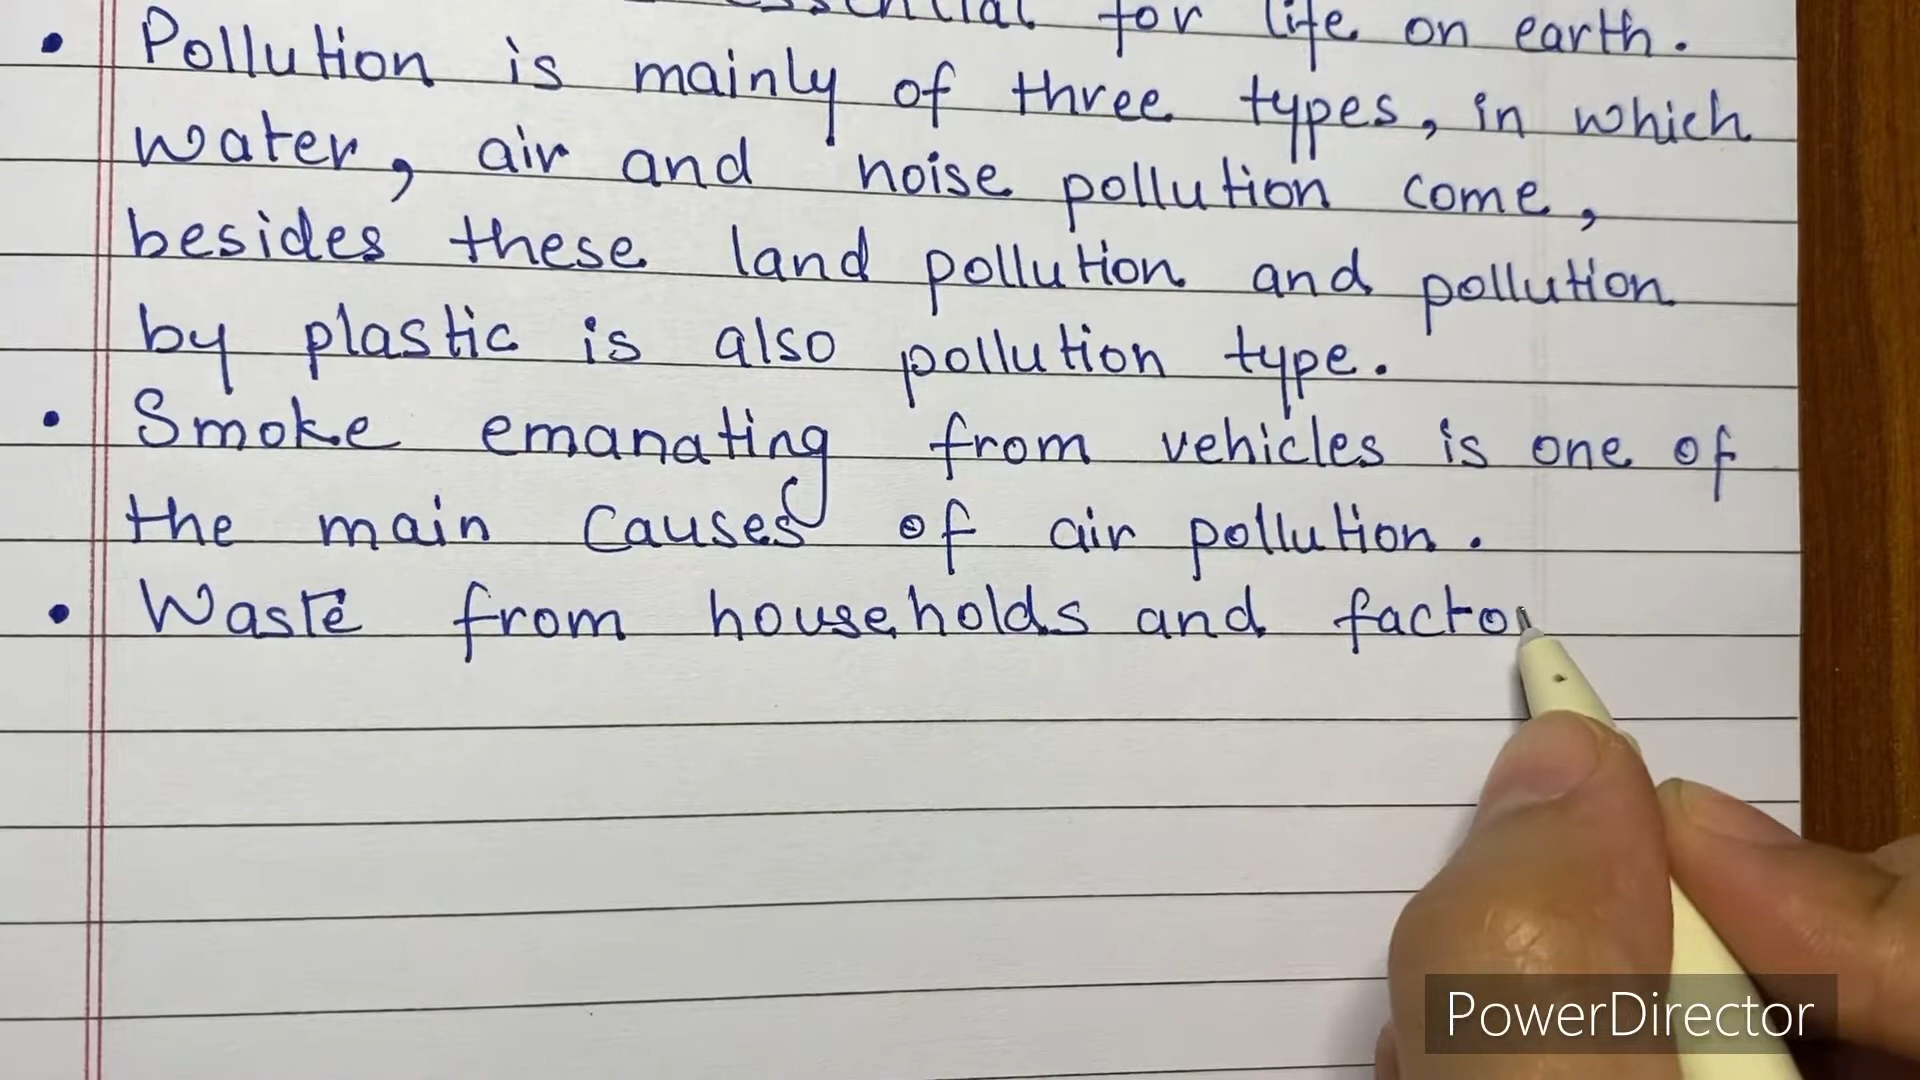 essential for life on earth.
• Pollution is mainly of three types, in which
water, air and noise pollution come,
besides these land pollution and pollution
by plastic is also pollution type.
• Smoke emanating from vehicles is one of
the main causes of air pollution.
• Waste from households and facto
PowerDirector